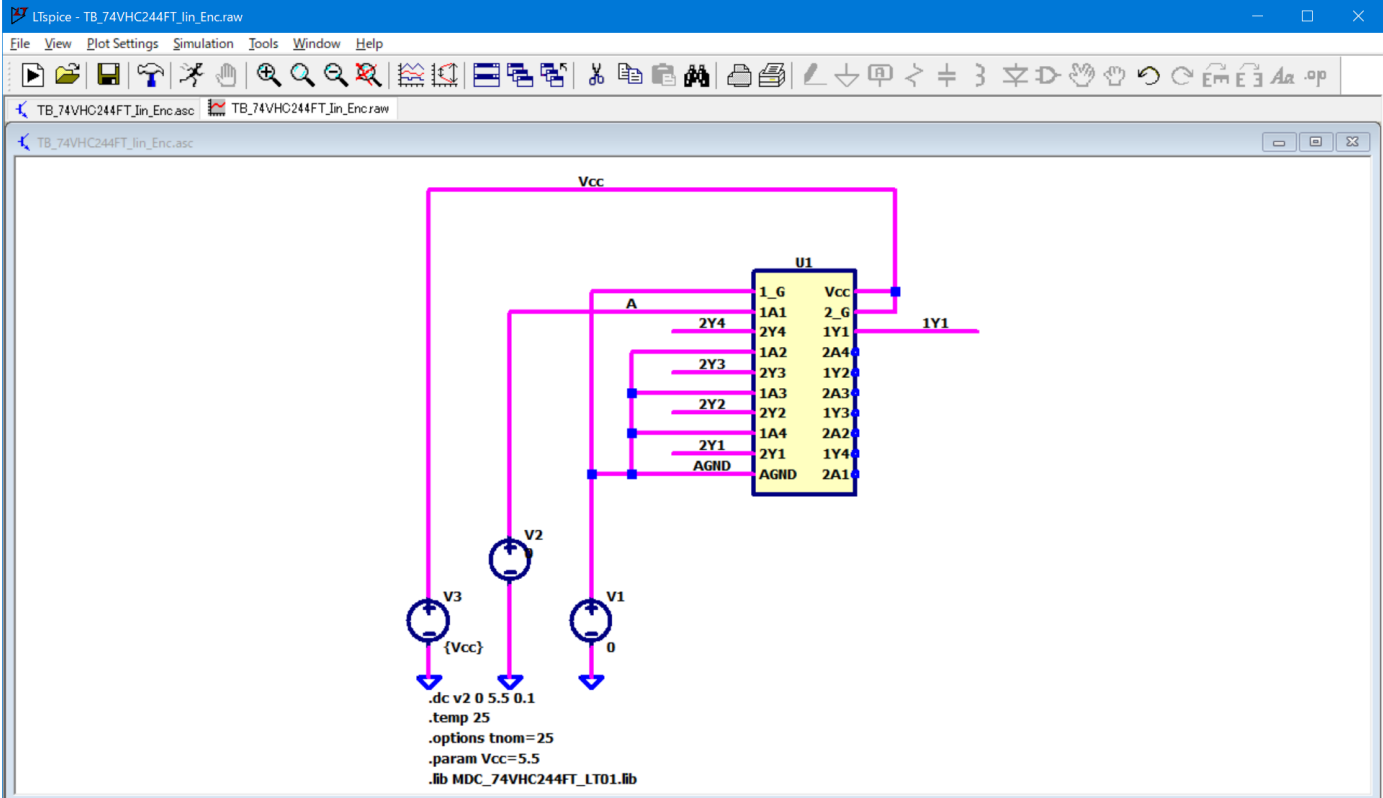 LTspice - TB_74VHC244FT_Iin_Enc.raw
File View Plot Settings Simulation Tools Window Help
TB_74VHC244FT_Iin_Enc.asc TB_74VHC244FT_Iin_Enc.raw
TB_74VHC244FT_Iin_Enc.asc
Vcc
U1
1_G Vcc
A
1A1 2_G
2Y4 2Y4 1Y1 1Y1
1A2 2A4
2Y3 2Y3 1Y2
1A3 2A3
2Y2 2Y2 1Y3
1A4 2A2
2Y1 2Y1 1Y4
AGND AGND 2A1
V2
0
V3 V1
{Vcc} 0
.dc v2 0 5.5 0.1
.temp 25
.options tnom=25
.param Vcc=5.5
.lib MDC_74VHC244FT_LT01.lib